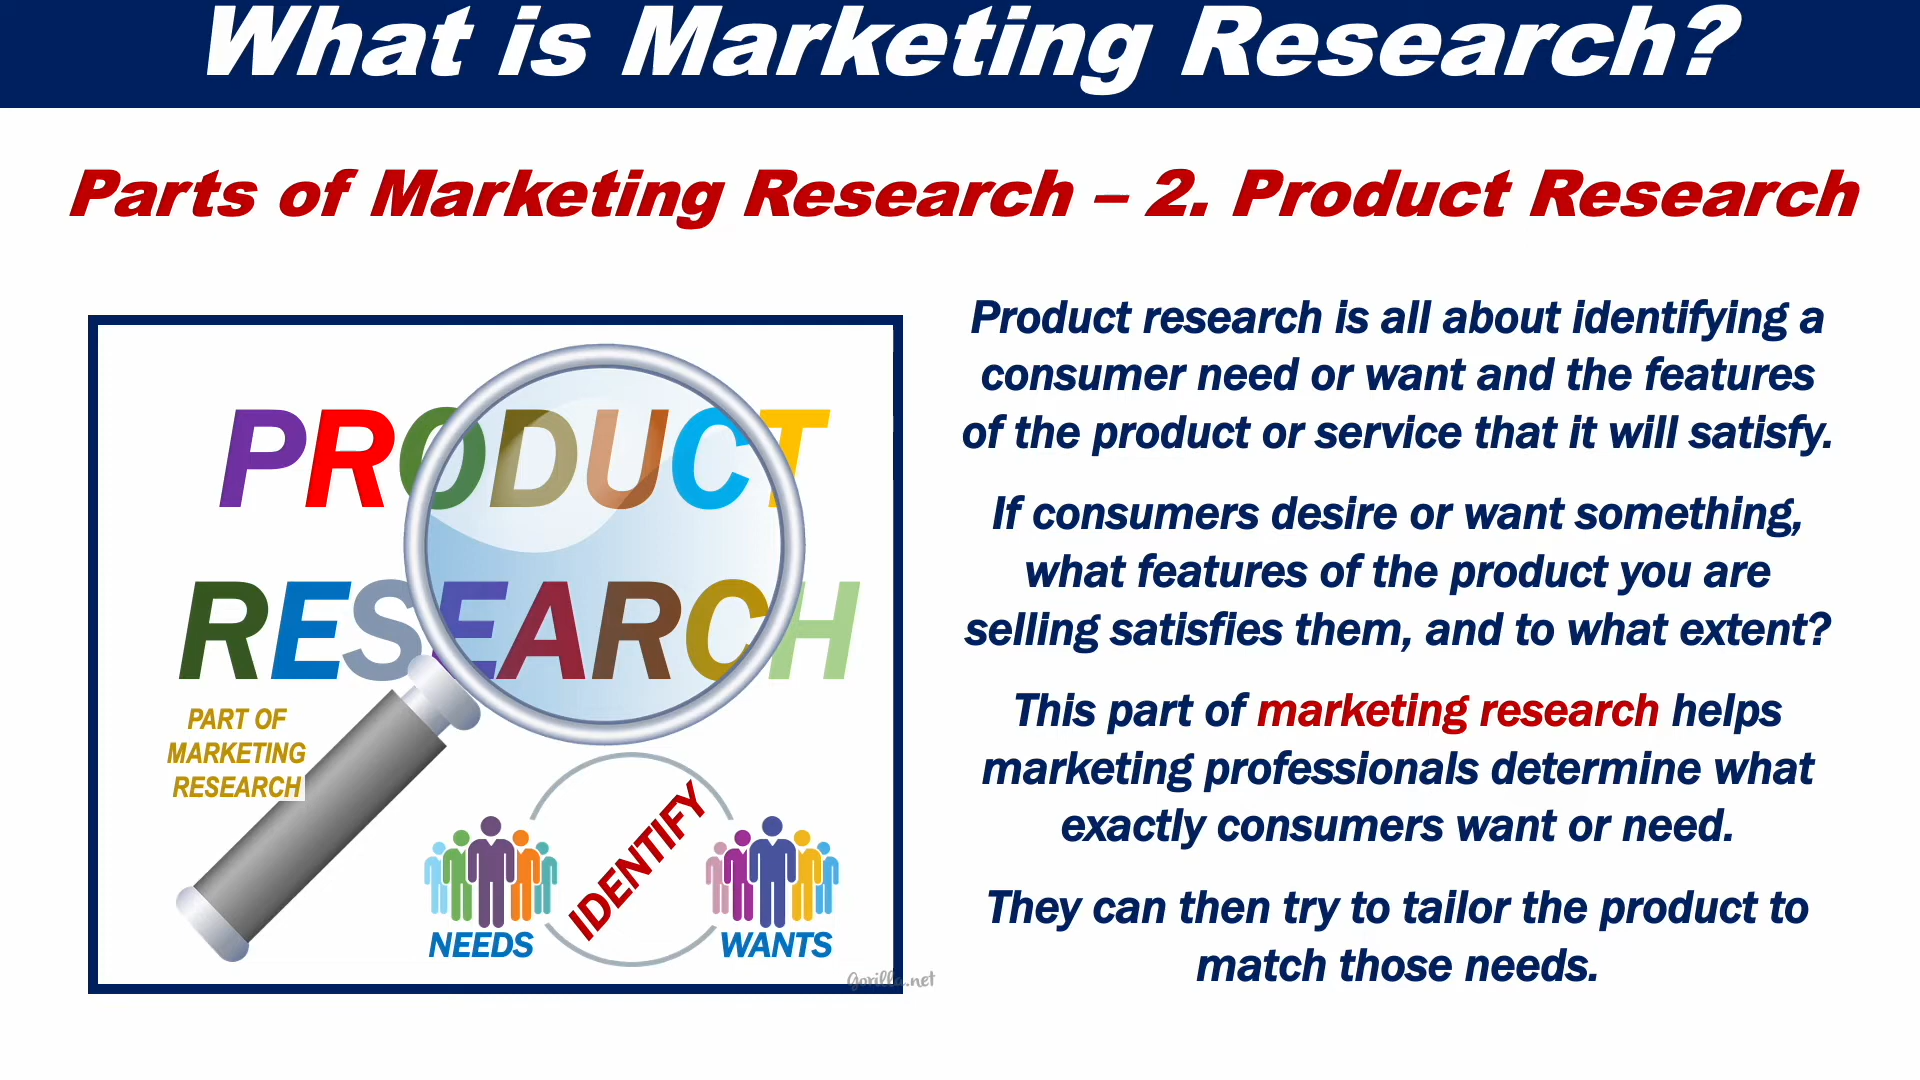 What is Marketing Research?
Parts of Marketing Research – 2. Product Research
PRODUCT
RESEARCH
PART OF
MARKETING
RESEARCH
IDENTIFY
NEEDS
WANTS
Gorilla.net
Product research is all about identifying a
consumer need or want and the features
of the product or service that it will satisfy.
If consumers desire or want something,
what features of the product you are
selling satisfies them, and to what extent?
This part of marketing research helps
marketing professionals determine what
exactly consumers want or need.
They can then try to tailor the product to
match those needs.